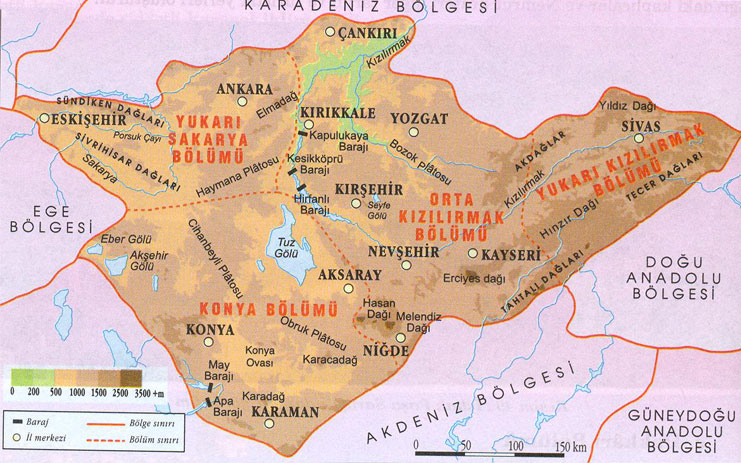 KARADENİZ BÖLGESİ
ÇANKIRI
Kızılırmak
ANKARA
Elmadağ
SÜNDİKEN DAĞLARI
ESKİŞEHİR
Porsuk Çayı
YUKARI
SAKARYA
BÖLÜMÜ
SİVRİHİSAR DAĞLARI
Sakarya
Haymana Plâtosu
KIRIKKALE
Kapulukaya
Barajı
YOZGAT
Bozok plâtosu
Kesikköprü
Barajı
Hirfanlı
Barajı
KIRŞEHİR
Seyfe
Gölü
ORTA
KIZILIRMAK
BÖLÜMÜ
AKDAĞLAR
Kızılırmak
Yıldız Dağı
SİVAS
YUKARI KIZILIRMAK
BÖLÜMÜ
TECER DAĞLARI
Hınzır Dağı
TAHTALI DAĞLARI
EGE
BÖLGESİ
Eber Gölü
Akşehir
Gölü
Cihanbeyli Plâtosu
Tuz
Gölü
NEVŞEHİR
KAYSERİ
Erciyes dağı
AKSARAY
Hasan
Dağı
Melendiz
Dağı
NİĞDE
KONYA BÖLÜMÜ
KONYA
Obruk Plâtosu
Konya
Ovası
Karacadağ
May
Barajı
Apa
Barajı
Karadağ
KARAMAN
DOĞU
ANADOLU
BÖLGESİ
AKDENİZ BÖLGESİ
GÜNEYDOĞU
ANADOLU
BÖLGESİ
0 200 500 1000 1500 2000 2500 3500 +m
Baraj
Bölge sınırı
İl merkezi
Bölüm sınırı
0 50 100 150 km